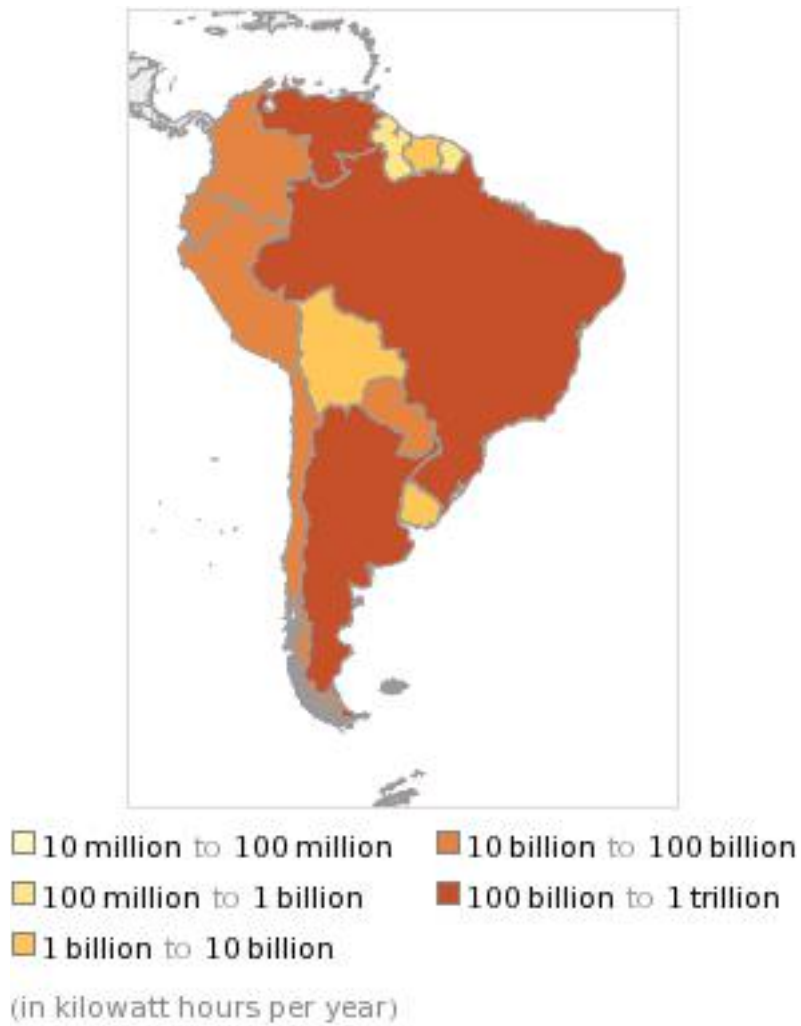 10 million to 100 million
10 billion to 100 billion
100 million to 1 billion
100 billion to 1 trillion
1 billion to 10 billion
(in kilowatt hours per year)